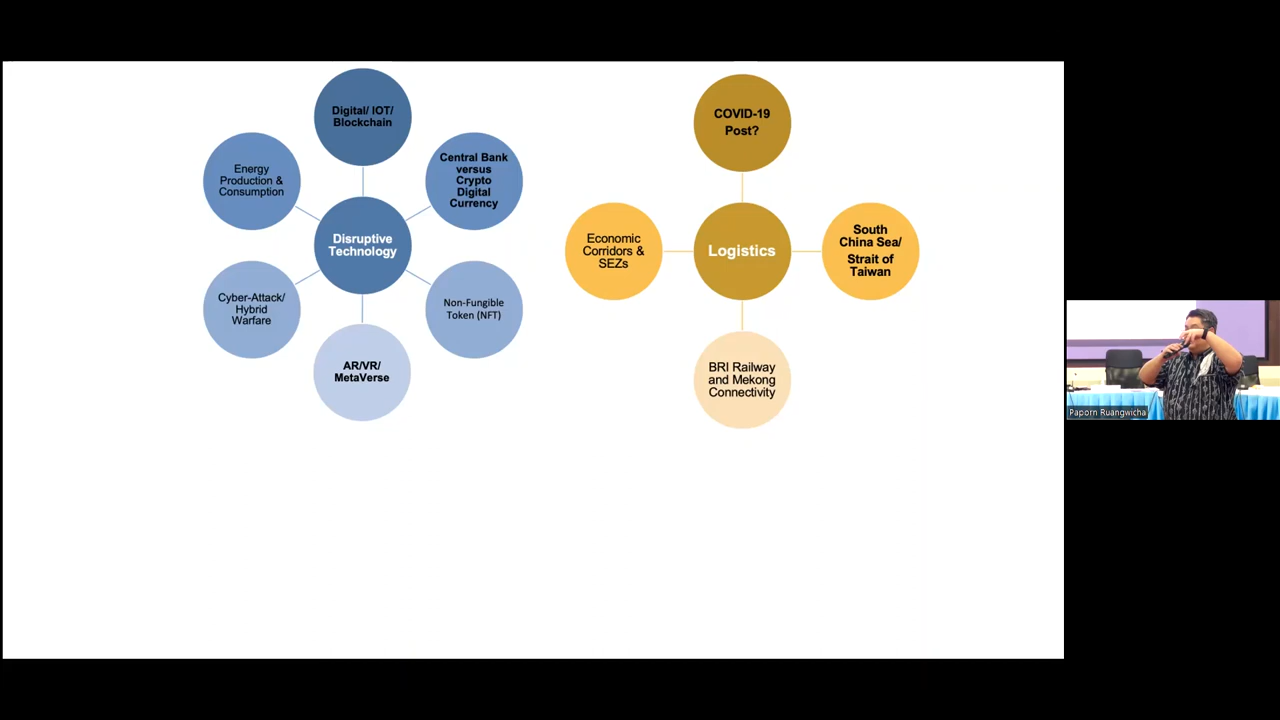 Digital/ IOT/
Blockchain
Energy
Production &
Consumption
Central Bank
versus
Crypto
Digital
Currency
Disruptive
Technology
Cyber-Attack/
Hybrid
Warfare
Non-Fungible
Token (NFT)
AR/VR/
MetaVerse
COVID-19
Post?
Economic
Corridors &
SEZs
Logistics
South
China Sea/
Strait of
Taiwan
BRI Railway
and Mekong
Connectivity
Paporn Ruangwicha